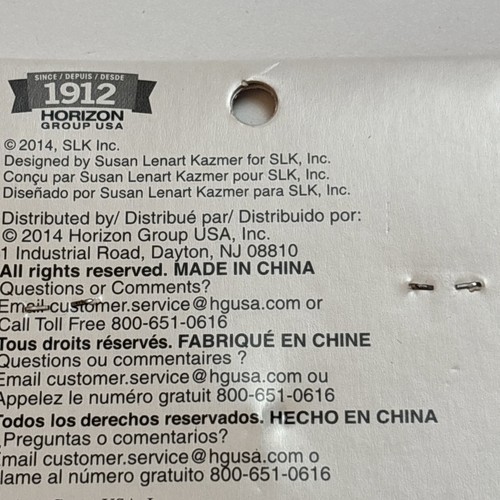 SINCE / DEPUIS / DESDE
1912
HORIZON
GROUP USA
© 2014, SLK Inc.
Designed by Susan Lenart Kazmer for SLK, Inc.
Conçu par Susan Lenart Kazmer pour SLK, Inc.
Diseñado por Susan Lenart Kazmer para SLK, Inc.
Distributed by/ Distribué par/ Distribuido por:
© 2014 Horizon Group USA, Inc.
1 Industrial Road, Dayton, NJ 08810
All rights reserved. MADE IN CHINA
Questions or Comments?
Email customer.service@hgusa.com or
Call Toll Free 800-651-0616
Tous droits réservés. FABRIQUÉ EN CHINE
Questions ou commentaires ?
Email customer.service@hgusa.com ou
Appelez le numéro gratuit 800-651-0616
Todos los derechos reservados. HECHO EN CHINA
¿Preguntas o comentarios?
Email customer.service@hgusa.com o
llame al número gratuito 800-651-0616